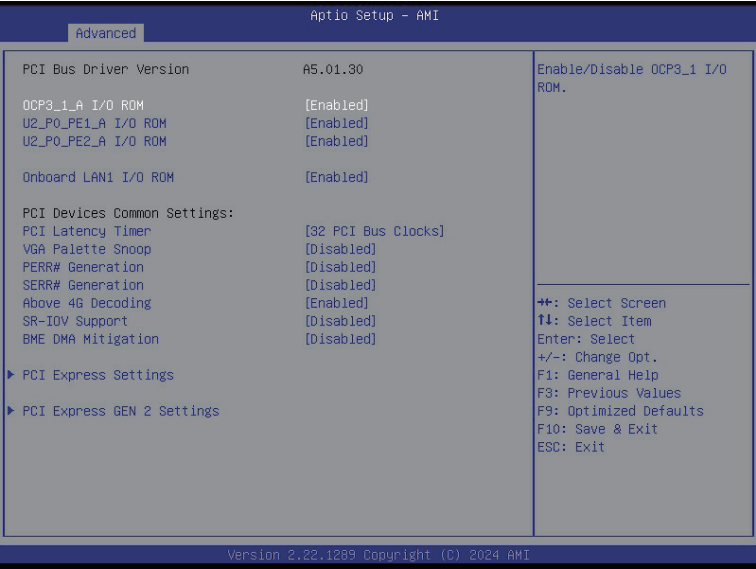 Aptio Setup – AMI
Advanced
PCI Bus Driver Version A5.01.30
OCP3_1_A I/O ROM [Enabled]
U2_P0_PE1_A I/O ROM [Enabled]
U2_P0_PE2_A I/O ROM [Enabled]
Onboard LAN1 I/O ROM [Enabled]
PCI Devices Common Settings:
PCI Latency Timer [32 PCI Bus Clocks]
VGA Palette Snoop [Disabled]
PERR# Generation [Disabled]
SERR# Generation [Disabled]
Above 4G Decoding [Enabled]
SR-IOV Support [Disabled]
BME DMA Mitigation [Disabled]
PCI Express Settings
PCI Express GEN 2 Settings
Enable/Disable OCP3_1 I/O
ROM.
→←: Select Screen
↑↓: Select Item
Enter: Select
+/-: Change Opt.
F1: General Help
F3: Previous Values
F9: Optimized Defaults
F10: Save & Exit
ESC: Exit
Version 2.22.1289 Copyright (C) 2024 AMI